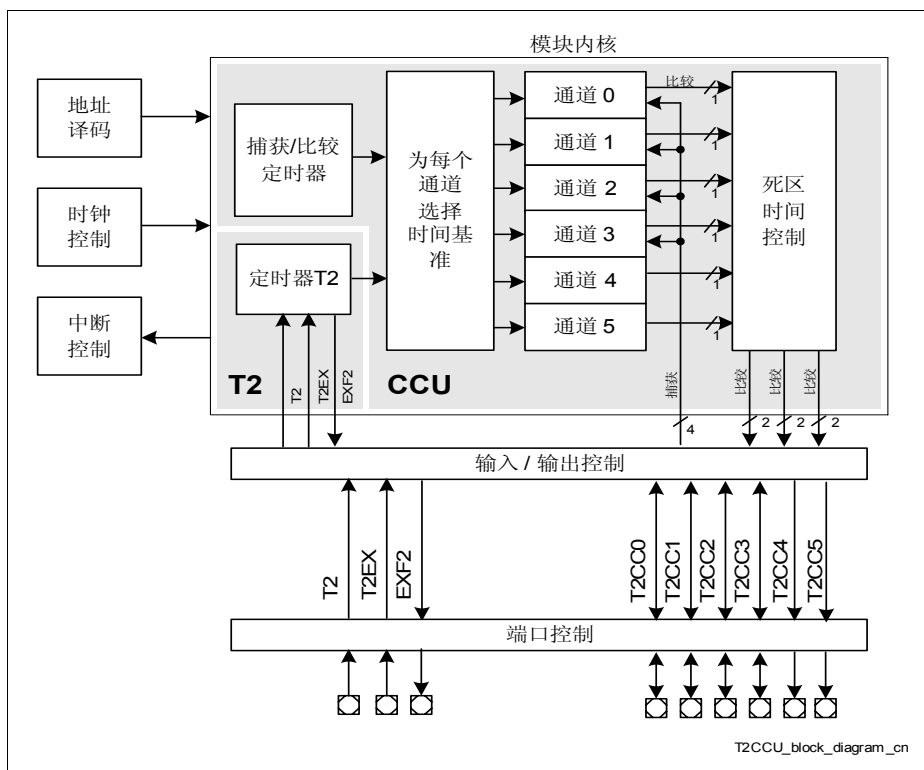 模块内核
地址
译码
时钟
控制
中断
控制
捕获/比较
定时器
定时器T2
T2
CCU
为每个
通道
选择
时间基
准
通道 0
通道 1
通道 2
通道 3
通道 4
通道 5
比较
1
1
1
1
1
1
死区
时间
控制
T2
T2EX
EXF2
捕获
4
比较
2
比较
2
比较
2
输入 / 输出控制
T2
T2EX
EXF2
T2CC0
T2CC1
T2CC2
T2CC3
T2CC4
T2CC5
端口控制
T2CCU_block_diagram_cn